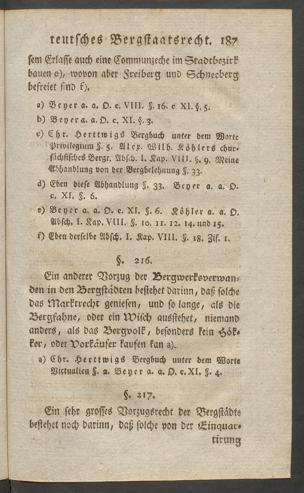 teutsches Bergstaatsrecht. 187
sem Erlasse auch eine Communzeche im Stadtbezirk
bauen e), wovon aber Freiberg und Schneeberg
befreiet sind f).
a) Beyer a. a. O. c. VIII. §. 16. c XI. §. 5.
b) Beyer a. a. O. c. XI. §. 3.
c) Chr. Herttwigs Bergbuch unter dem Worte
Privilegium §. 5. Alex. Wilh. Köhlers chur-
sächsisches Bergr. Absch. I. Kap. VIII. §. 9. Meine
Abhandlung von der Bergbelehnung §. 33.
d) Eben diese Abhandlung §. 33. Beyer a. a. O.
c. XI. §. 6.
e) Beyer a. a. O. c. XI. §. 6. Köhler a. a. O.
Absch. I. Kap. VIII. §. 10. 11. 12. 14. und 15.
f) Eben derselbe Absch. I. Kap. VIII. §. 18. Zif. 1.
§. 216.
Ein anderer Vorzug der Bergwerksverwan-
den in den Bergstädten bestehet darinn, daß solche
das Marktrecht geniesen, und so lange, als die
Bergfahne, oder ein Wisch ausstehet, niemand
anders, als das Bergvolk, besonders kein Hök-
ker, oder Vorkäufer kaufen kan a).
a) Chr. Herttwigs Bergbuch unter dem Worte
Victualien §. a. Beyer a. a. O. c. XI. §. 4.
§. 217.
Ein sehr grosses Vorzugsrecht der Bergstädte
bestehet noch darinn, daß solche von der Einquar-
tirung